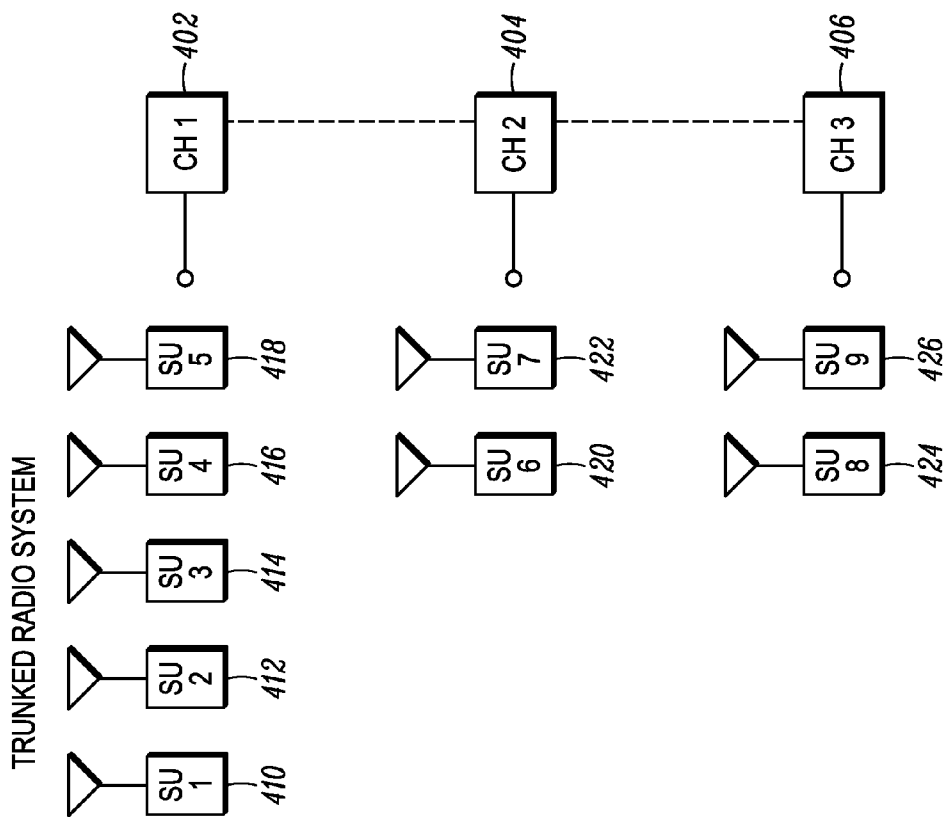 TRUNKED RADIO SYSTEM
SU 1
410
SU 2
412
SU 3
414
SU 4
416
SU 5
418
CH 1
402
SU 6
420
SU 7
422
CH 2
404
SU 8
424
SU 9
426
CH 3
406